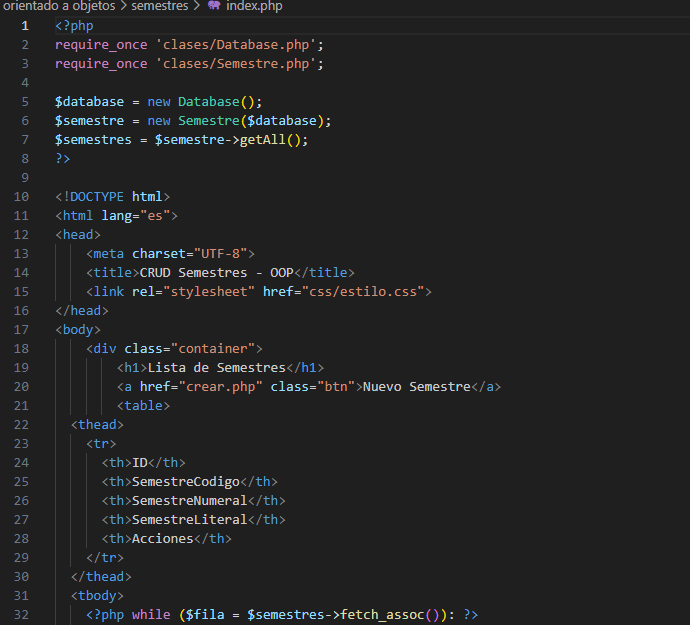 orientado a objetos > semestres > index.php
1 <?php
2 require_once 'clases/Database.php';
3 require_once 'clases/Semestre.php';
4
5 $database = new Database();
6 $semestre = new Semestre($database);
7 $semestres = $semestre->getAll();
8 ?>
9
10 <!DOCTYPE html>
11 <html lang="es">
12 <head>
13     <meta charset="UTF-8">
14     <title>CRUD Semestres - OOP</title>
15     <link rel="stylesheet" href="css/estilo.css">
16 </head>
17 <body>
18     <div class="container">
19         <h1>Lista de Semestres</h1>
20         <a href="crear.php" class="btn">Nuevo Semestre</a>
21         <table>
22   <thead>
23     <tr>
24       <th>ID</th>
25       <th>SemestreCodigo</th>
26       <th>SemestreNumeral</th>
27       <th>SemestreLiteral</th>
28       <th>Acciones</th>
29     </tr>
30   </thead>
31   <tbody>
32     <?php while ($fila = $semestres->fetch_assoc()): ?>